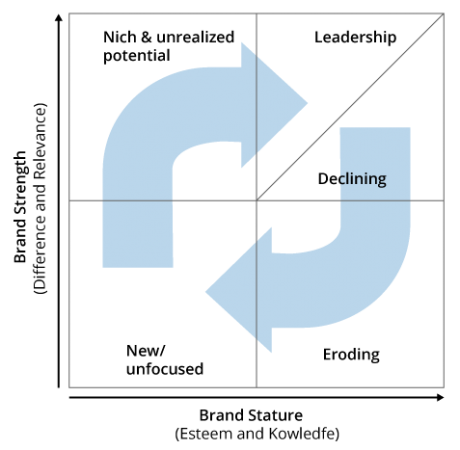 Nich & unrealized
potential
Leadership
Declining
New/
unfocused
Eroding
Brand Strength
(Difference and Relevance)
Brand Stature
(Esteem and Kowledfe)